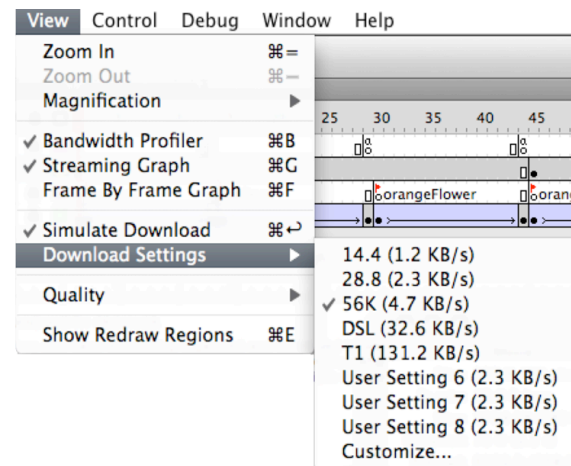 View Control Debug Window Help
Zoom In ⌘=
Zoom Out ⌘−
Magnification ▶
✓ Bandwidth Profiler ⌘B
✓ Streaming Graph ⌘G
Frame By Frame Graph ⌘F
✓ Simulate Download ⌘↩
Download Settings ▶
Quality ▶
Show Redraw Regions ⌘E
25 30 35 40 45
a a
orangeFlower oran
14.4 (1.2 KB/s)
28.8 (2.3 KB/s)
✓ 56K (4.7 KB/s)
DSL (32.6 KB/s)
T1 (131.2 KB/s)
User Setting 6 (2.3 KB/s)
User Setting 7 (2.3 KB/s)
User Setting 8 (2.3 KB/s)
Customize...